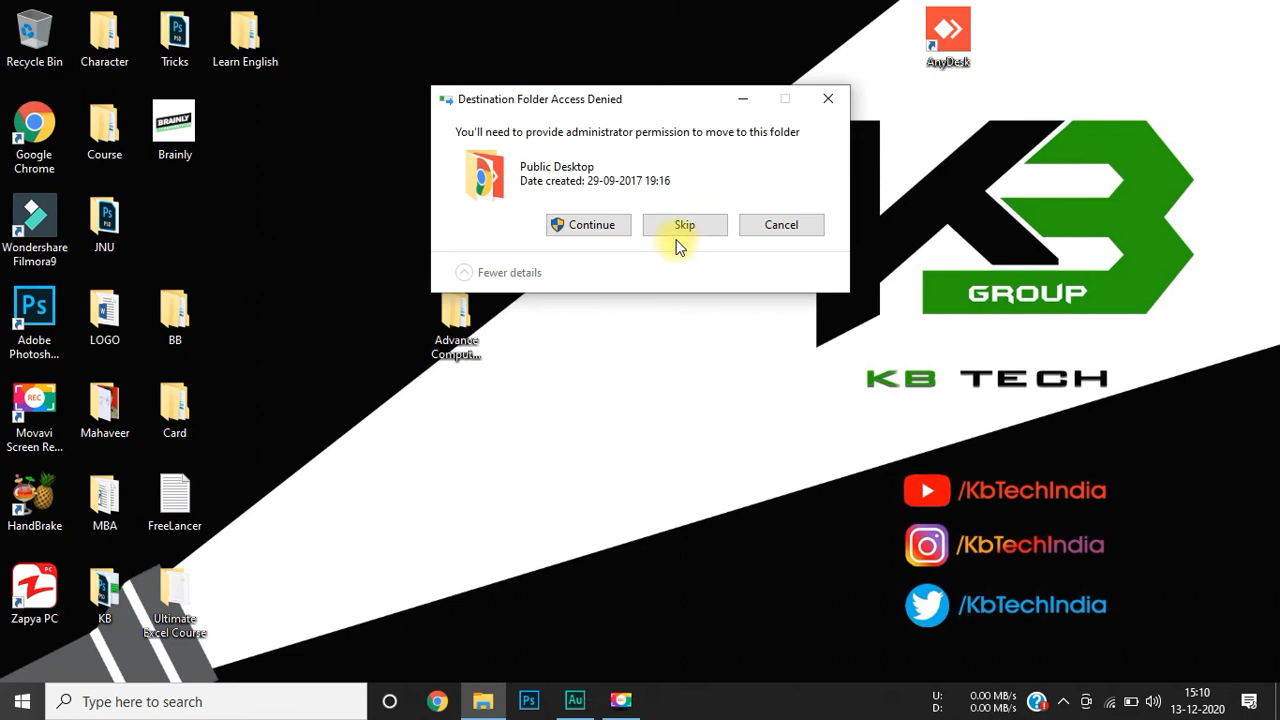 Recycle Bin
Character
Tricks
Learn English
AnyDesk
Google
Chrome
Course
BRAINLY
Brainly
Wondershare
Filmora9
JNU
Adobe
Photosh...
LOGO
BB
Movavi
Screen Re...
Mahaveer
Card
HandBrake
MBA
FreeLancer
Zapya PC
KB
Ultimate
Excel Course
Advance
Comput...
Destination Folder Access Denied
You'll need to provide administrator permission to move to this folder
Public Desktop
Date created: 29-09-2017 19:16
Continue
Skip
Cancel
Fewer details
GROUP
KB TECH
/KbTechIndia
/KbTechIndia
/KbTechIndia
Type here to search
U: 0.00 MB/s
D: 0.00 MB/s
15:10
13-12-2020